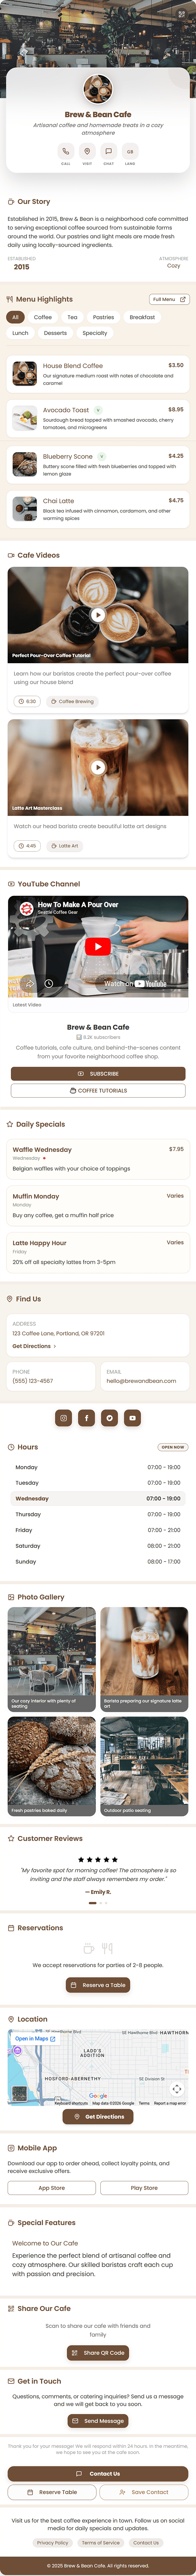 Brew & Bean Cafe
Artisanal coffee and homemade treats in a cozy
atmosphere
CALL
VISIT
CHAT
GB
LANG
Our Story
Established in 2015, Brew & Bean is a neighborhood cafe committed
to serving exceptional coffee sourced from sustainable farms
around the world. Our pastries and light meals are made fresh
daily using locally-sourced ingredients.
ESTABLISHED
ATMOSPHERE
2015
Cozy
Menu Highlights
Full Menu
All
Coffee
Tea
Pastries
Breakfast
Lunch
Desserts
Specialty
House Blend Coffee
$3.50
Our signature medium roast with notes of chocolate and
caramel
Avocado Toast
V
$8.95
Sourdough bread topped with smashed avocado, cherry
tomatoes, and microgreens
Blueberry Scone
V
$4.25
Buttery scone filled with fresh blueberries and topped with
lemon glaze
Chai Latte
$4.75
Black tea infused with cinnamon, cardamom, and other
warming spices
Cafe Videos
Perfect Pour-Over Coffee Tutorial
Learn how our baristas create the perfect pour-over coffee
using our house blend
6:30
Coffee Brewing
Latte Art Masterclass
Watch our head barista create beautiful latte art designs
4:45
Latte Art
YouTube Channel
How To Make A Pour Over
Seattle Coffee Gear
Watch on YouTube
Latest Video
Brew & Bean Cafe
8.2K subscribers
Coffee tutorials, cafe culture, and behind-the-scenes content
from your favorite neighborhood coffee shop.
SUBSCRIBE
COFFEE TUTORIALS
Daily Specials
Waffle Wednesday
$7.95
Wednesday
Belgian waffles with your choice of toppings
Muffin Monday
Varies
Monday
Buy any coffee, get a muffin half price
Latte Happy Hour
Varies
Friday
20% off all specialty lattes from 3-5pm
Find Us
ADDRESS
123 Coffee Lane, Portland, OR 97201
Get Directions
PHONE
(555) 123-4567
EMAIL
hello@brewandbean.com
Hours
OPEN NOW
Monday
07:00 - 19:00
Tuesday
07:00 - 19:00
Wednesday
07:00 - 19:00
Thursday
07:00 - 19:00
Friday
07:00 - 21:00
Saturday
08:00 - 21:00
Sunday
08:00 - 17:00
Photo Gallery
Our cozy interior with plenty of
seating
Barista preparing our signature latte
art
Fresh pastries baked daily
Outdoor patio seating
Customer Reviews
"My favorite spot for morning coffee! The atmosphere is so
inviting and the staff always remembers my order."
— Emily R.
Reservations
We accept reservations for parties of 2-8 people.
Reserve a Table
Location
Open in Maps
SE Hawthorne Blvd
HAWTHORN
LADD'S
ADDITION
HOSFORD-ABERNETHY
SE Division St
Google
Keyboard shortcuts
Map data ©2026 Google
Terms
Report a map error
Get Directions
Mobile App
Download our app to order ahead, collect loyalty points, and
receive exclusive offers.
App Store
Play Store
Special Features
Welcome to Our Cafe
Experience the perfect blend of artisanal coffee and
cozy atmosphere. Our skilled baristas craft each cup
with passion and precision.
Share Our Cafe
Scan to share our cafe with friends and
family
Share QR Code
Get in Touch
Questions, comments, or catering inquiries? Send us a message
and we will get back to you soon.
Send Message
Thank you for your message! We will respond within 24 hours. In the meantime,
we hope to see you at the cafe soon.
Contact Us
Reserve Table
Save Contact
Visit us for the best coffee experience in town. Follow us on social
media for daily specials and updates.
Privacy Policy
Terms of Service
Contact Us
© 2025 Brew & Bean Cafe. All rights reserved.